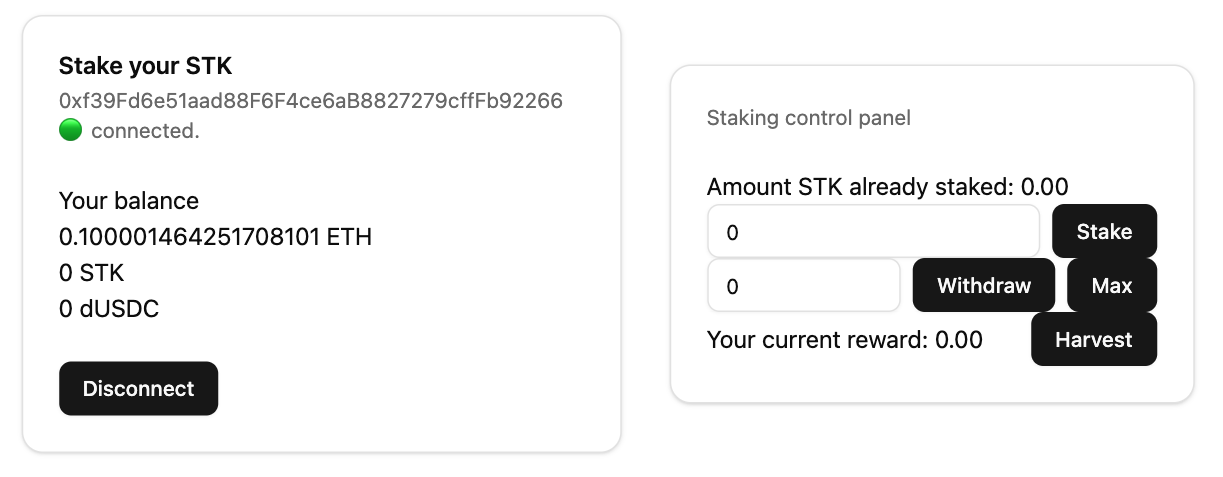 Stake your STK
0xf39Fd6e51aad88F6F4ce6aB8827279cffFb92266
connected.
Your balance
0.100001464251708101 ETH
0 STK
0 dUSDC
Disconnect
Staking control panel
Amount STK already staked: 0.00
0 Stake
0 Withdraw Max
Your current reward: 0.00 Harvest